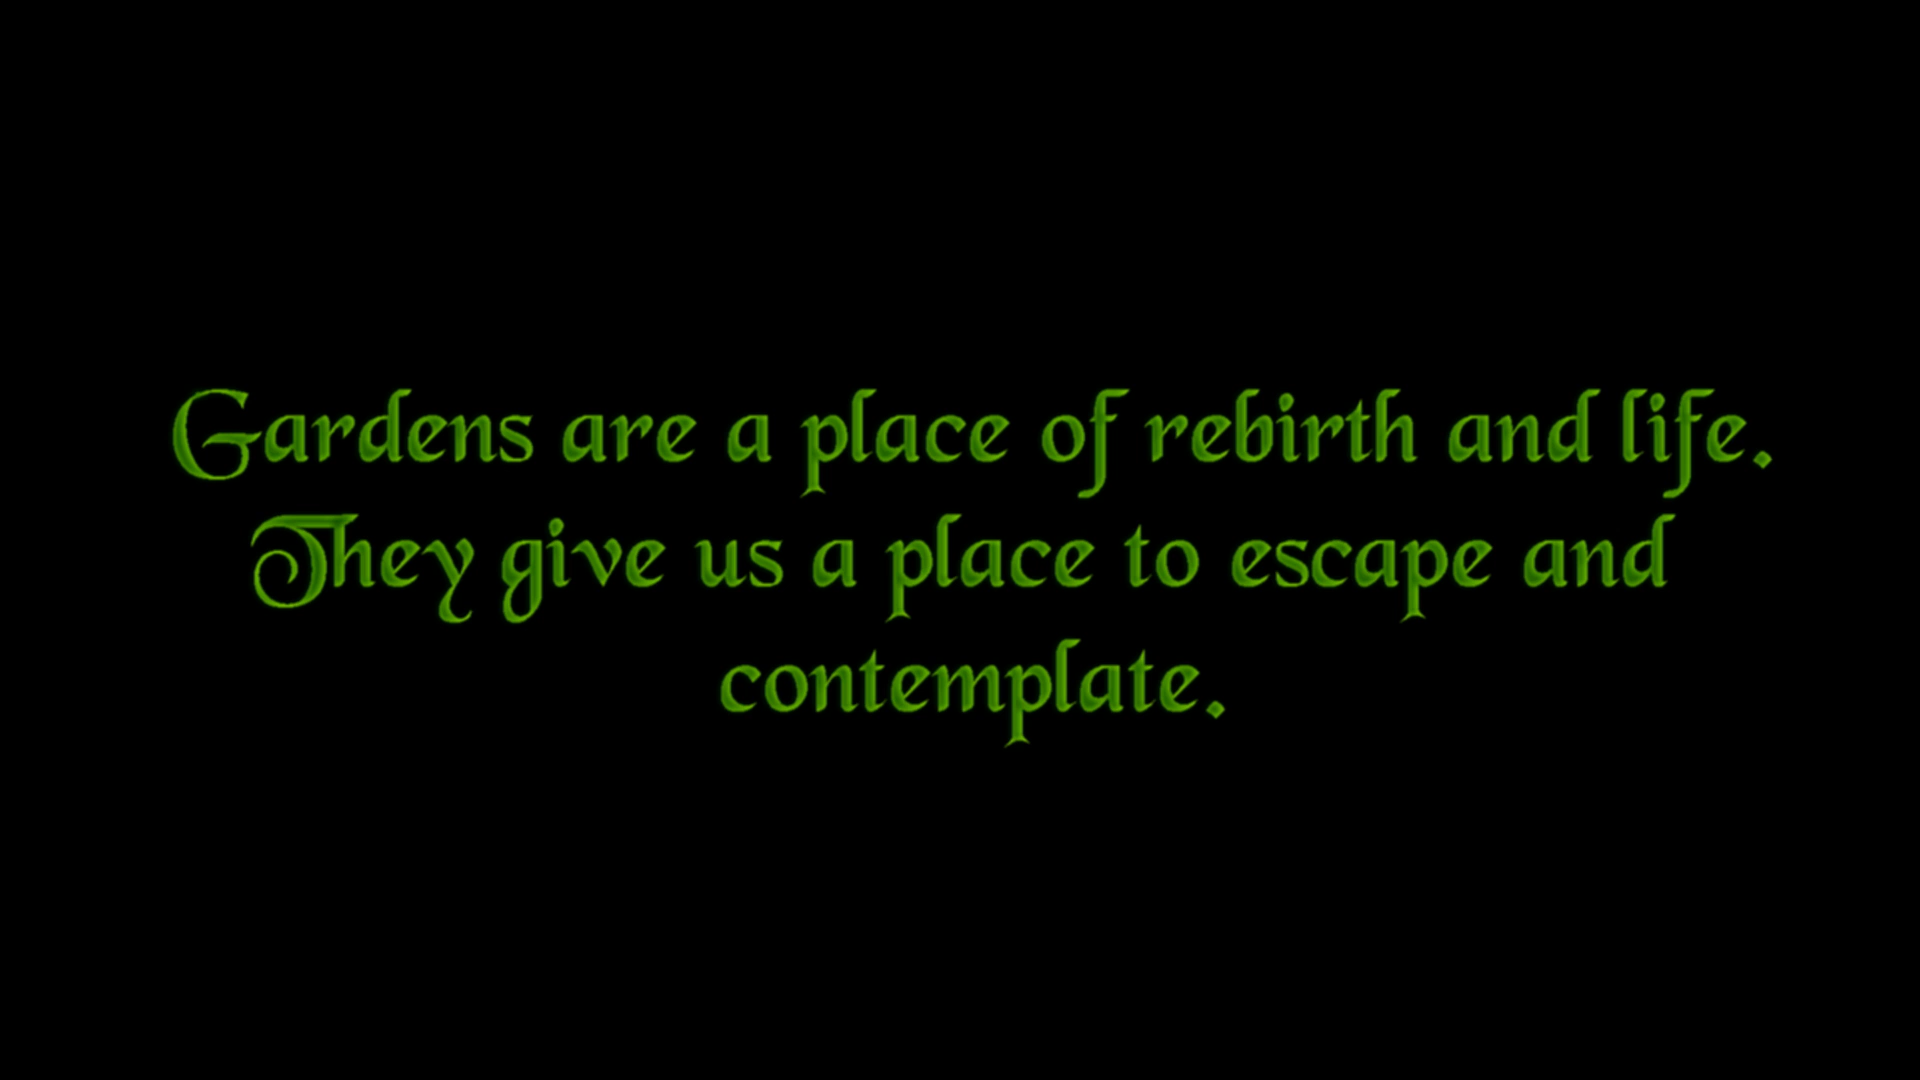 Gardens are a place of rebirth and life.
They give us a place to escape and
contemplate.